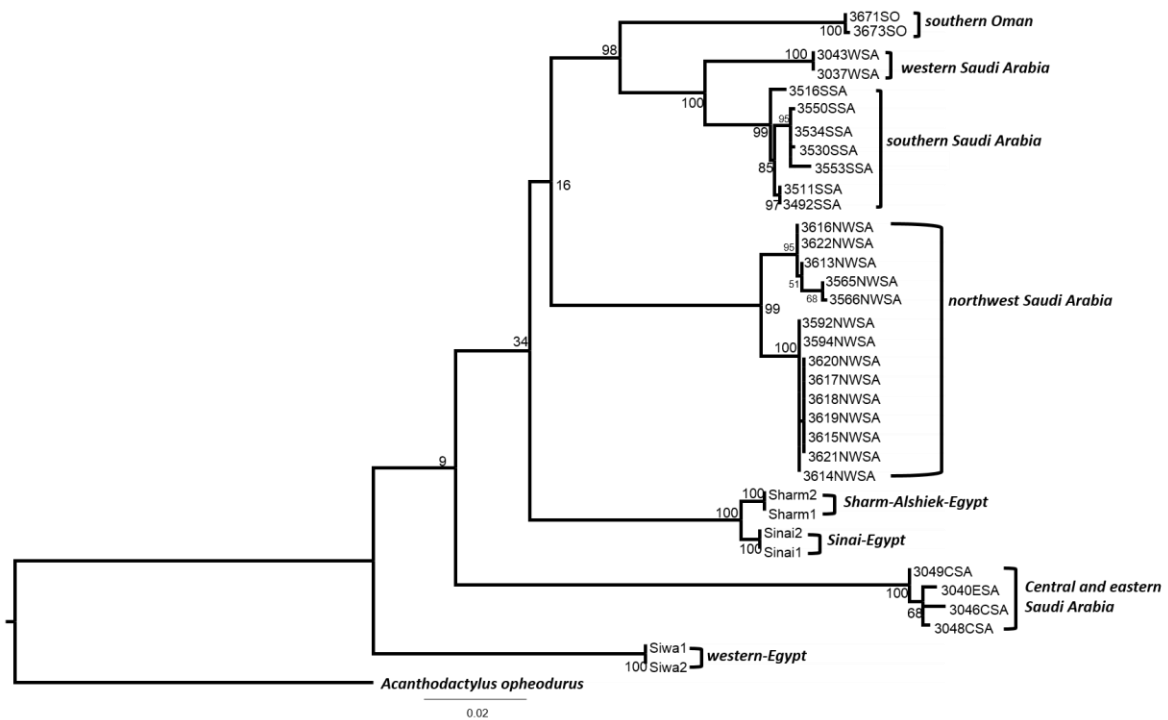 3671SO
3673SO
southern Oman
100
98
100
3043WSA
3037WSA
western Saudi Arabia
100
3516SSA
3550SSA
95
3534SSA
99
3530SSA
southern Saudi Arabia
85
3553SSA
3511SSA
97
3492SSA
16
3616NWSA
3622NWSA
95
3613NWSA
51
3565NWSA
68
3566NWSA
northwest Saudi Arabia
99
3592NWSA
34
100
3594NWSA
3620NWSA
3617NWSA
3618NWSA
3619NWSA
3615NWSA
3621NWSA
3614NWSA
9
100
Sharm2
Sharm-Alshiek-Egypt
100
Sharm1
Sinai2
Sinai-Egypt
100
Sinai1
3049CSA
100
3040ESA
Central and eastern
Saudi Arabia
68
3046CSA
3048CSA
Siwa1
western-Egypt
100
Siwa2
Acanthodactylus opheodurus
0.02